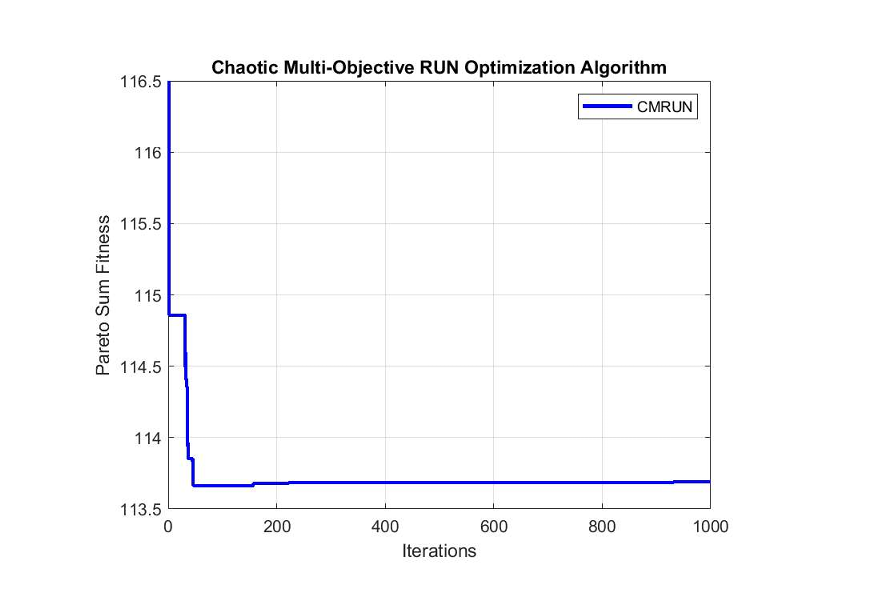 Chaotic Multi-Objective RUN Optimization Algorithm
CMRUN
116.5
116
115.5
115
114.5
114
113.5
Pareto Sum Fitness
0 200 400 600 800 1000
Iterations